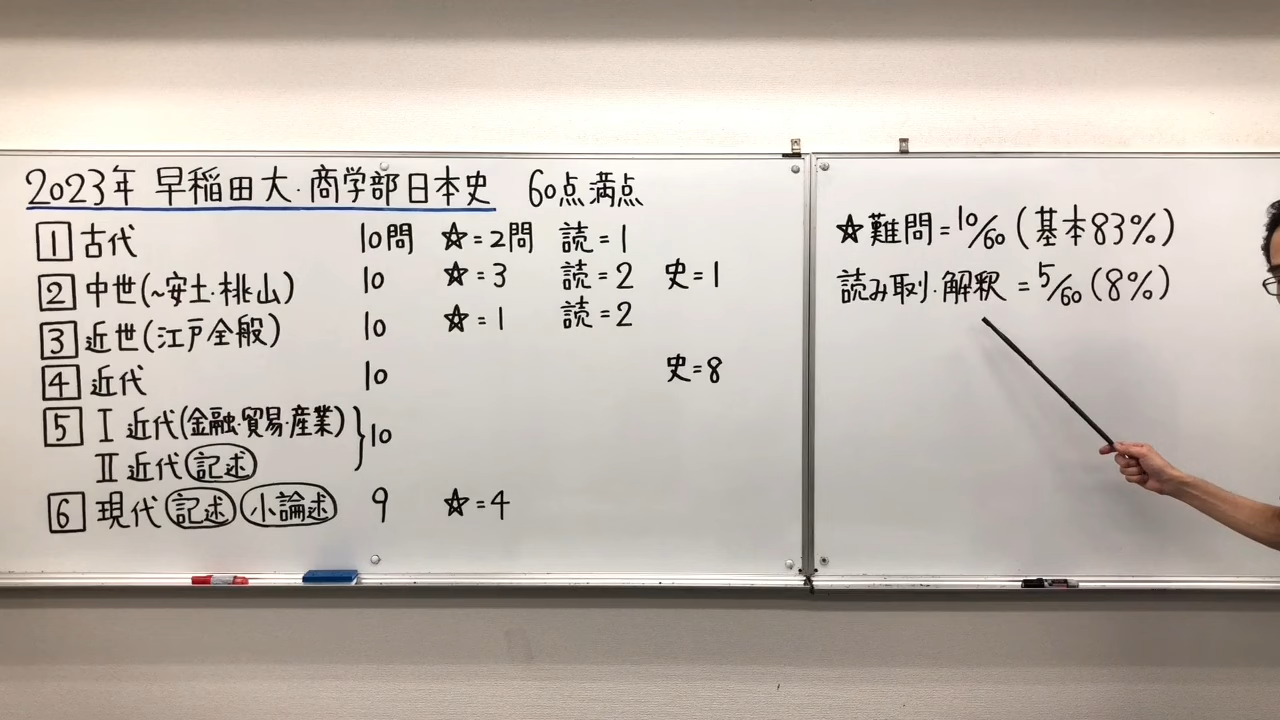 2023年 早稲田大・商学部日本史 60点満点
1 古代 10問 ☆=2問 読=1
2 中世(~安土・桃山) 10 ☆=3 読=2 史=1
3 近世(江戸全般) 10 ☆=1 読=2
4 近代 10 史=8
5 Ⅰ 近代(金融・貿易・産業) 10
Ⅱ 近代 記述
6 現代 記述 小論述 9 ☆=4
☆難問=10/60(基本83%)
読み取り・解釈=5/60(8%)